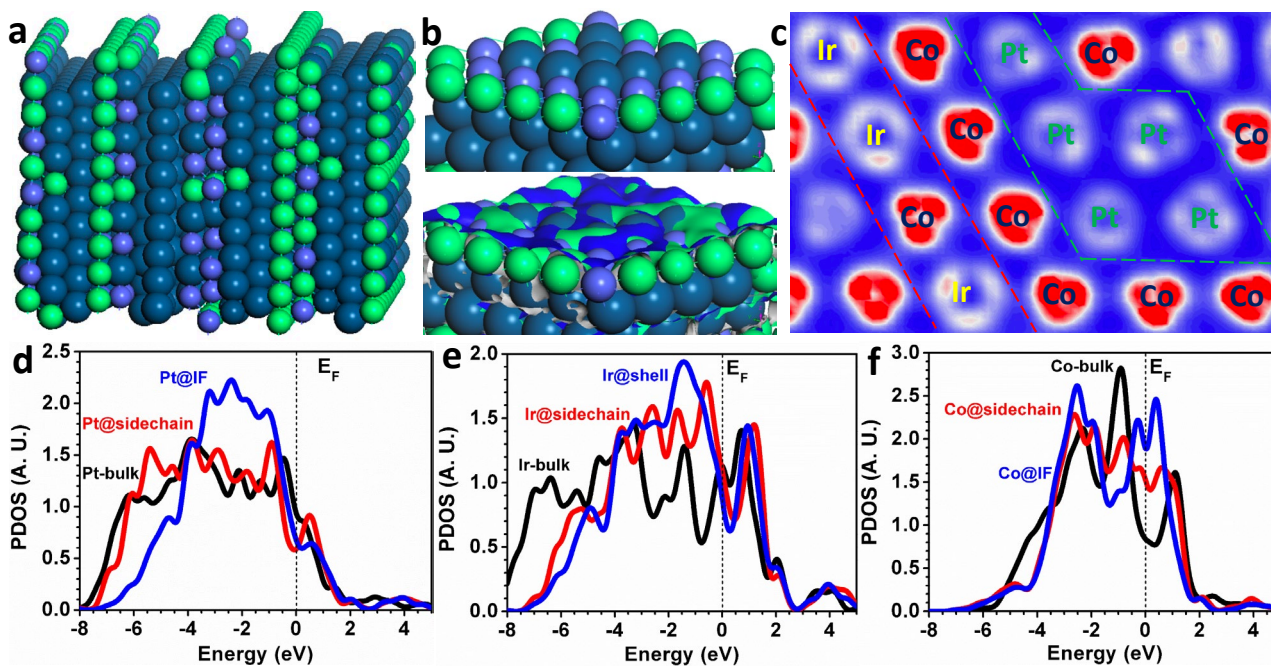 a
b
c
Ir Co Pt Co
Ir Co Pt Pt Co
Co Co Pt Pt
Ir Co Co Co
d
PDOS (A. U.)
2.5
2.0
1.5
1.0
0.5
0.0
Pt@IF
Pt@sidechain
Pt-bulk
E_F
-8 -6 -4 -2 0 2 4
Energy (eV)
e
PDOS (A. U.)
2.0
1.5
1.0
0.5
0.0
Ir@shell
Ir@sidechain
Ir-bulk
E_F
-8 -6 -4 -2 0 2 4
Energy (eV)
f
PDOS (A. U.)
3.0
2.5
2.0
1.5
1.0
0.5
0.0
Co-bulk
Co@sidechain
Co@IF
E_F
-8 -6 -4 -2 0 2 4
Energy (eV)